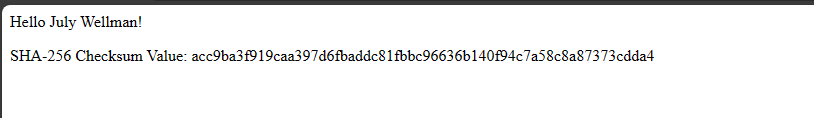 Hello July Wellman!
SHA-256 Checksum Value: acc9ba3f919caa397d6fbaddc81fbbc96636b140f94c7a58c8a87373cdda4